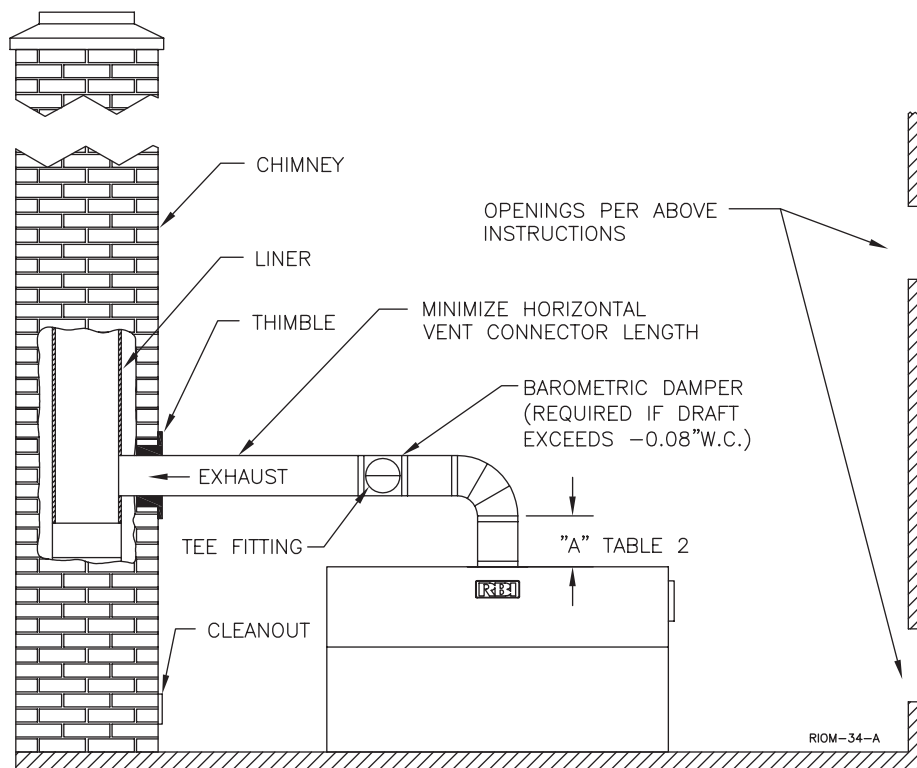 CHIMNEY
OPENINGS PER ABOVE
INSTRUCTIONS
LINER
MINIMIZE HORIZONTAL
VENT CONNECTOR LENGTH
THIMBLE
BAROMETRIC DAMPER
(REQUIRED IF DRAFT
EXCEEDS -0.08"W.C.)
EXHAUST
TEE FITTING
"A" TABLE 2
RBI
CLEANOUT
RIOM-34-A